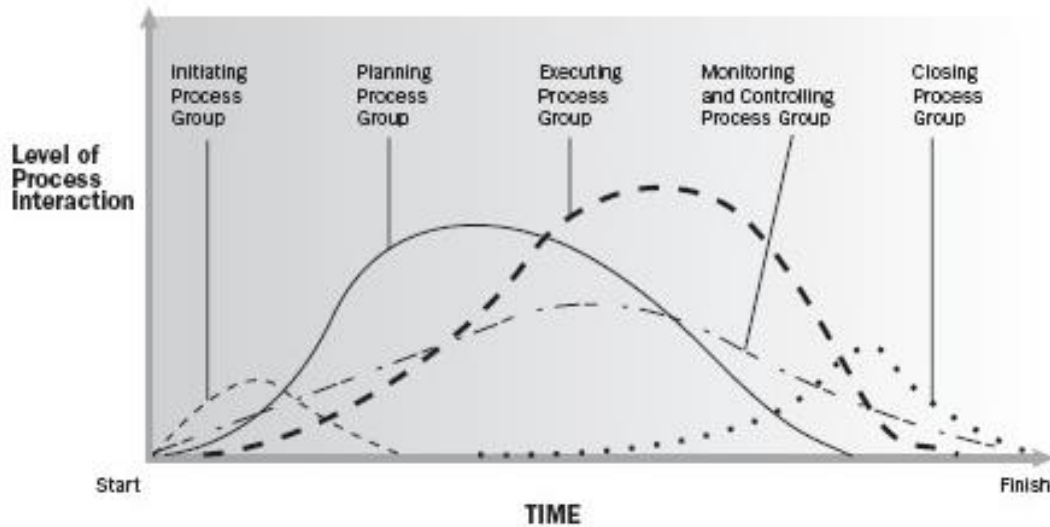 Initiating
Process
Group
Planning
Process
Group
Executing
Process
Group
Monitoring
and Controlling
Process Group
Closing
Process
Group
Level of
Process
Interaction
Start
Finish
TIME